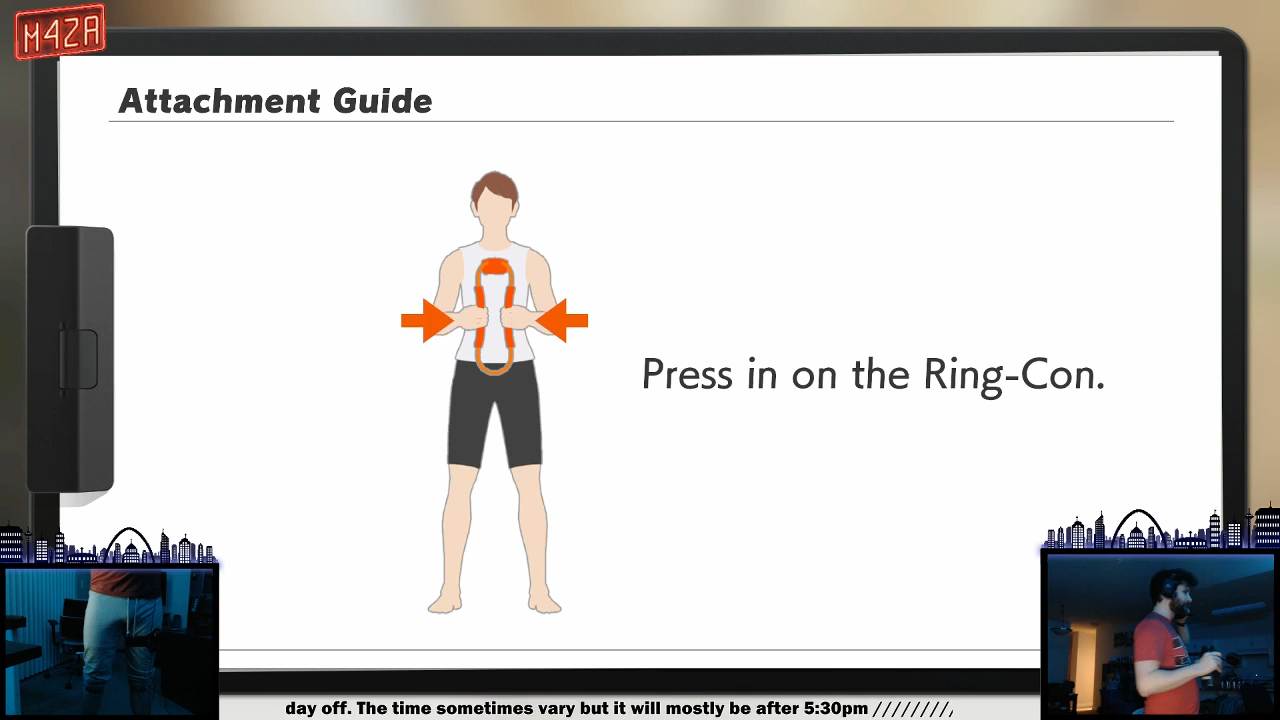 M42A
Attachment Guide
Press in on the Ring-Con.
day off. The time sometimes vary but it will mostly be after 5:30pm ////////,